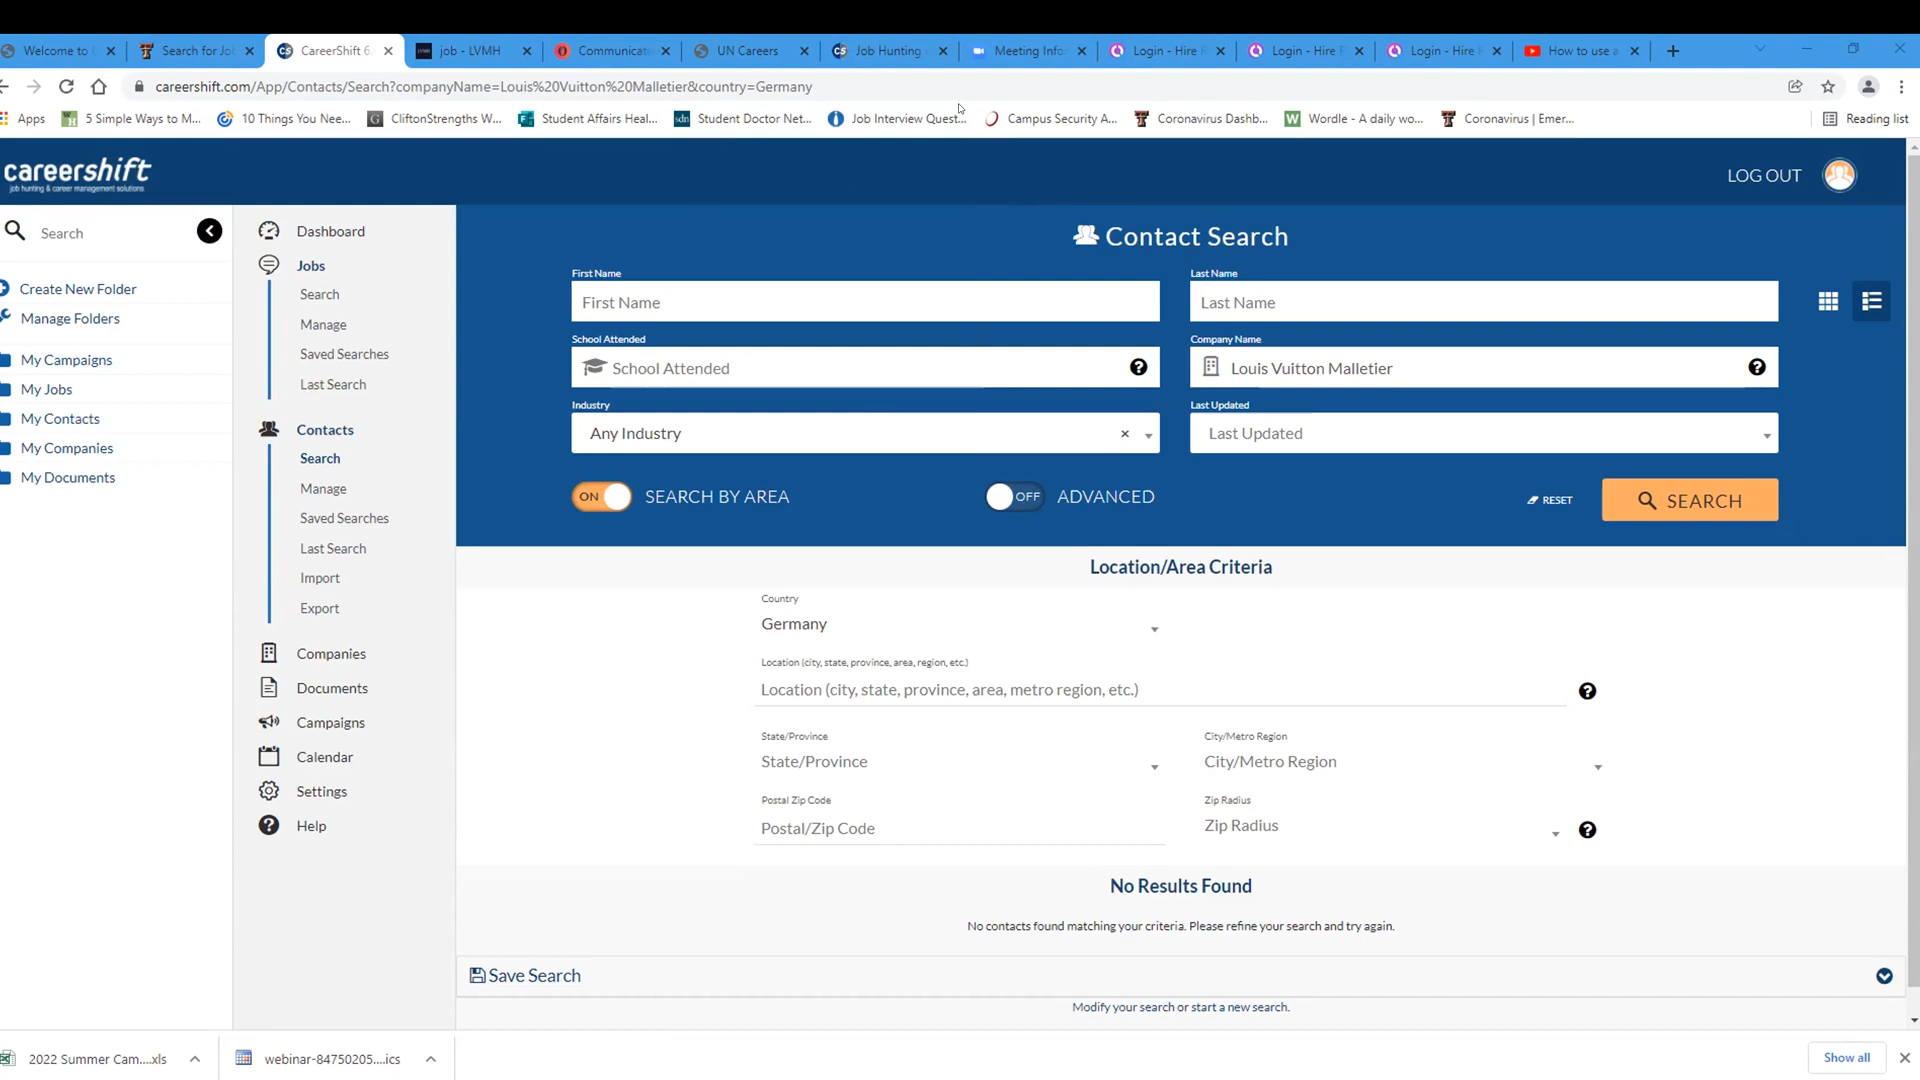 Welcome to
Search for Jo
CareerShift 6.
job - LVMH
Communicat
UN Careers
Job Hunting
Meeting Info
Login - Hire
Login - Hire
Login - Hire
How to use a
careershift.com/App/Contacts/Search?companyName=Louis%20Vuitton%20Malletier&country=Germany
Apps
5 Simple Ways to M...
10 Things You Nee...
CliftonStrengths W...
Student Affairs Heal...
Student Doctor Net...
Job Interview Quest...
Campus Security A...
Coronavirus Dashb...
Wordle - A daily wo...
Coronavirus | Emer...
Reading list
careershift
job hunting & career management solutions
LOG OUT
Search
Create New Folder
Manage Folders
My Campaigns
My Jobs
My Contacts
My Companies
My Documents
Dashboard
Jobs
Search
Manage
Saved Searches
Last Search
Contacts
Search
Manage
Saved Searches
Last Search
Import
Export
Companies
Documents
Campaigns
Calendar
Settings
Help
Contact Search
First Name
First Name
Last Name
Last Name
School Attended
School Attended
Company Name
Louis Vuitton Malletier
Industry
Any Industry
Last Updated
Last Updated
ON SEARCH BY AREA
OFF ADVANCED
RESET
SEARCH
Location/Area Criteria
Country
Germany
Location (city, state, province, area, region, etc.)
Location (city, state, province, area, metro region, etc.)
State/Province
State/Province
City/Metro Region
City/Metro Region
Postal Zip Code
Postal/Zip Code
Zip Radius
Zip Radius
No Results Found
No contacts found matching your criteria. Please refine your search and try again.
Save Search
Modify your search or start a new search.
2022 Summer Cam....xls
webinar-84750205....ics
Show all